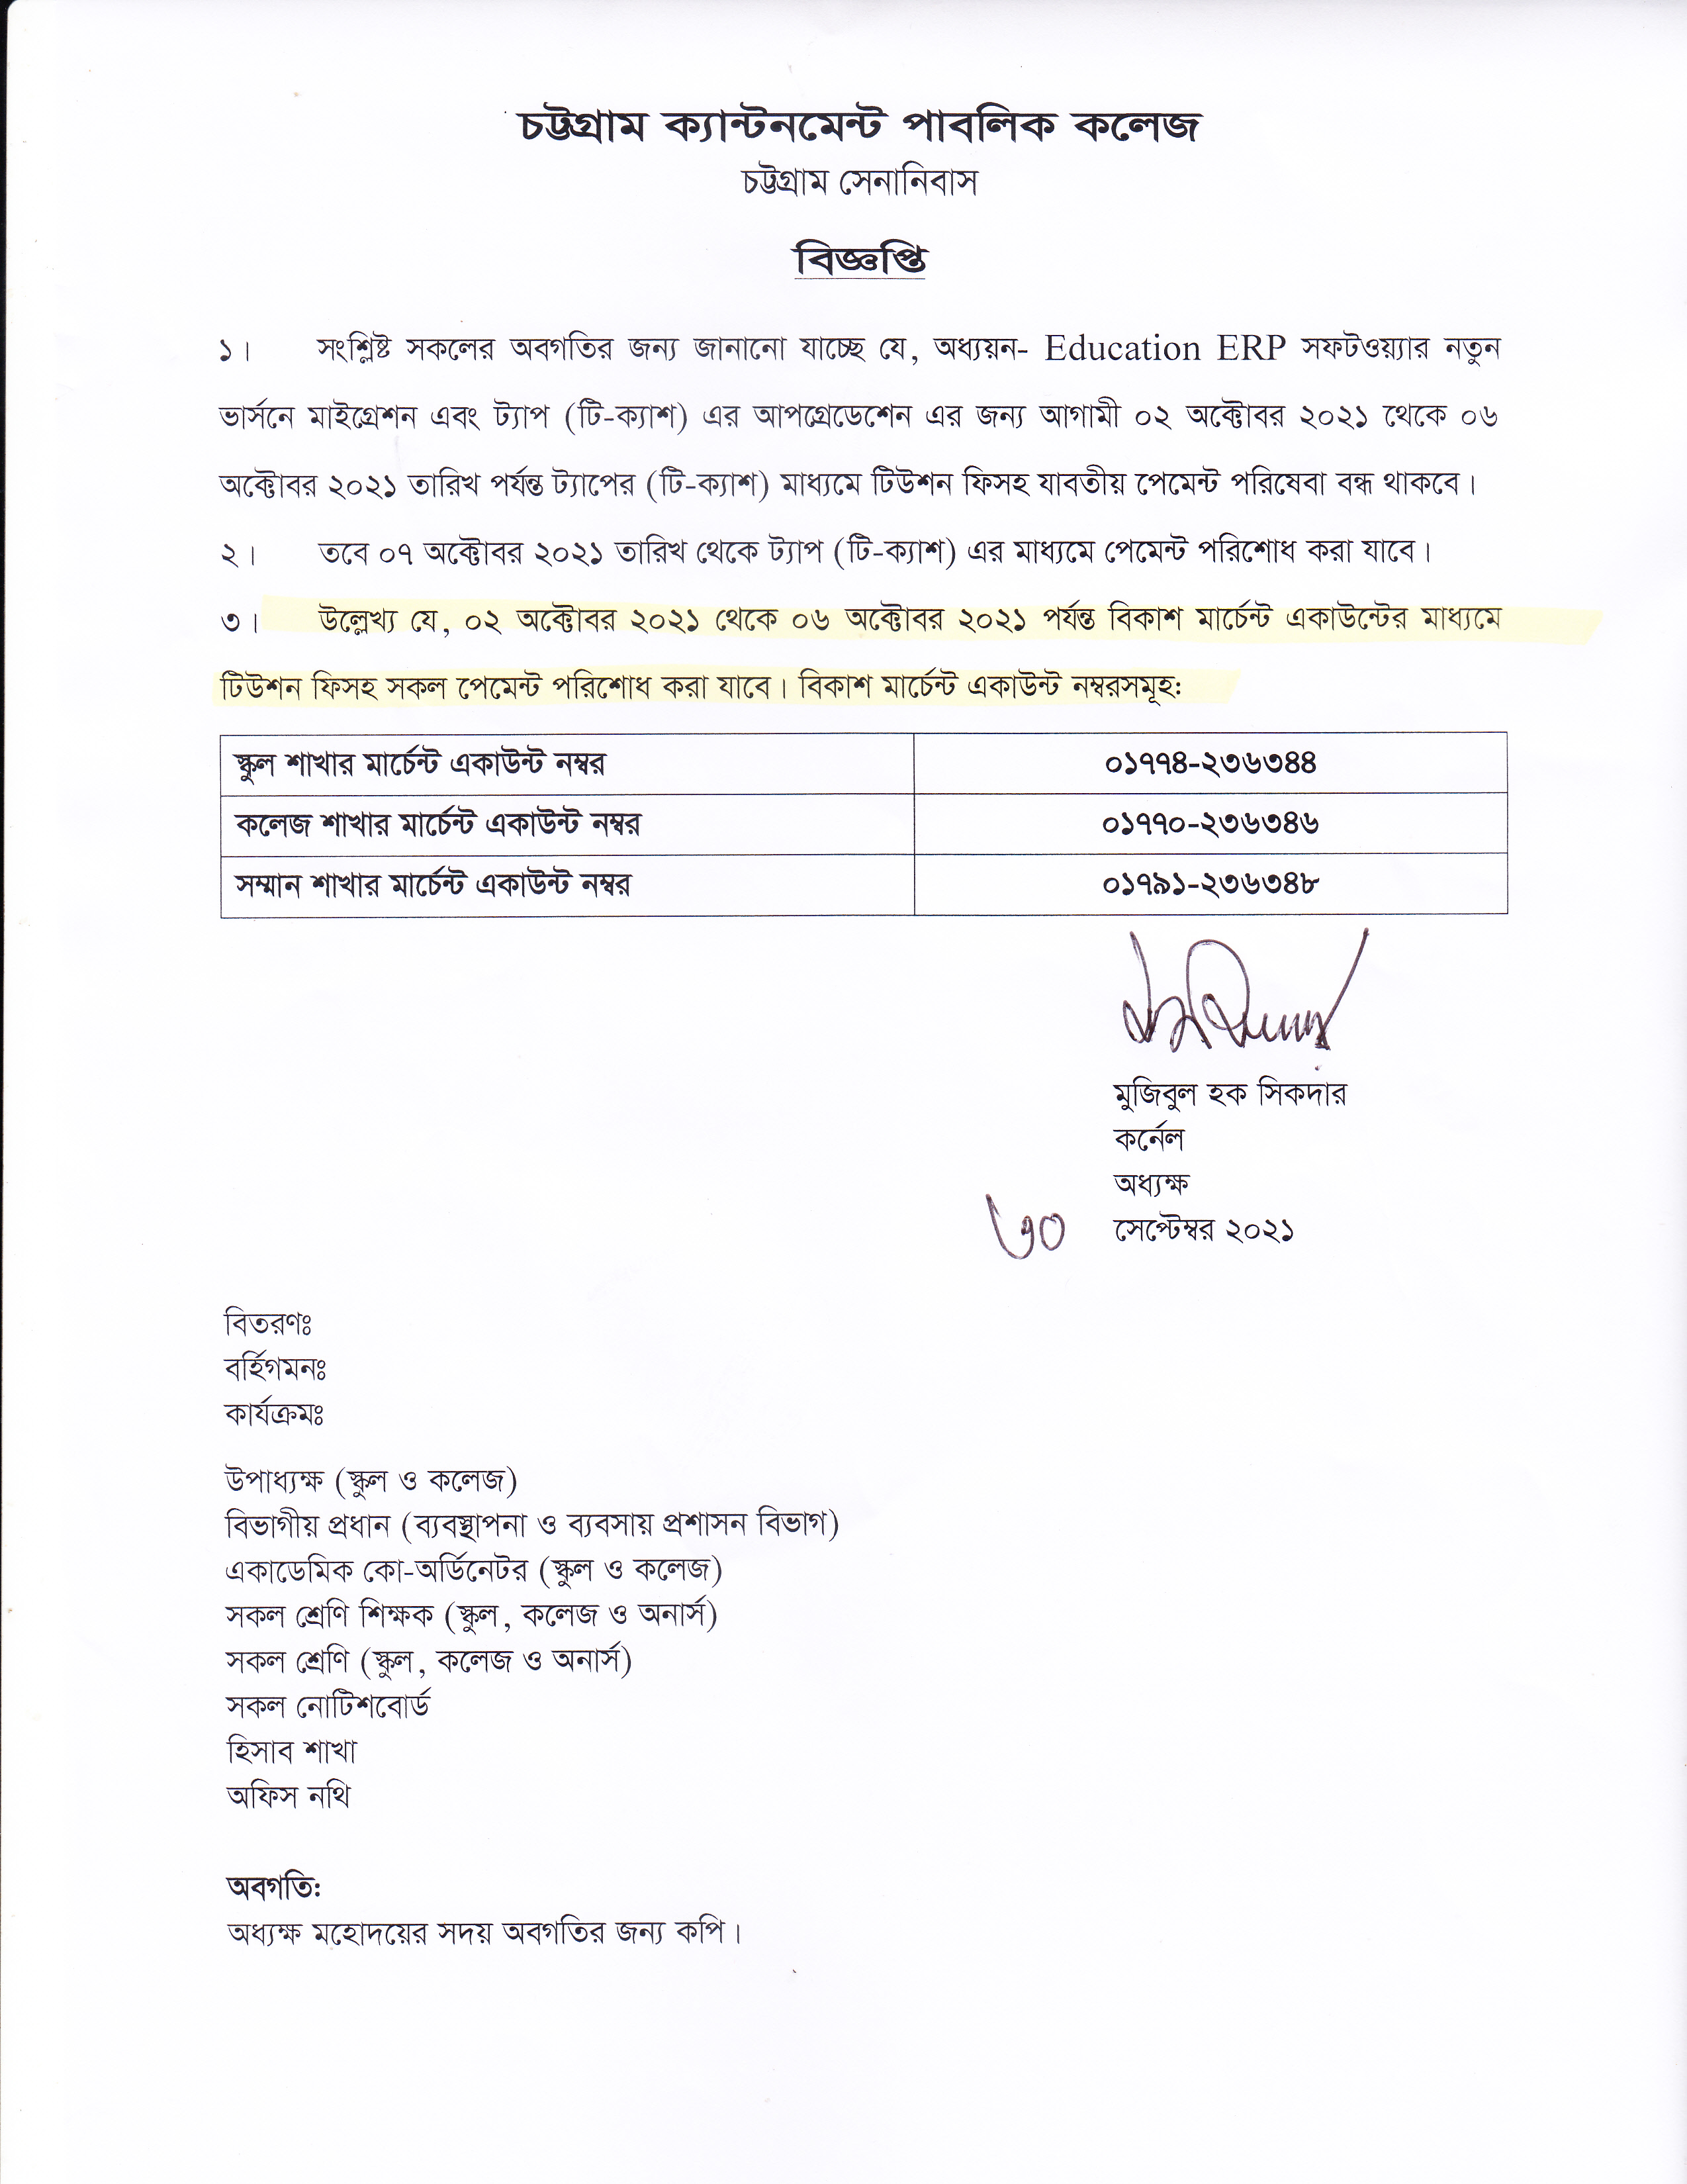 চট্টগ্রাম ক্যান্টনমেন্ট পাবলিক কলেজ
চট্টগ্রাম সেনানিবাস
বিজ্ঞপ্তি
১। সংশ্লিষ্ট সকলের অবগতির জন্য জানানো যাচ্ছে যে, অধ্যয়ন- Education ERP সফটওয়্যার নতুন
ভার্সনে মাইগ্রেশন এবং ট্যাপ (টি-ক্যাশ) এর আপগ্রেডেশেন এর জন্য আগামী ০২ অক্টোবর ২০২১ থেকে ০৬
অক্টোবর ২০২১ তারিখ পর্যন্ত ট্যাপের (টি-ক্যাশ) মাধ্যমে টিউশন ফিসহ যাবতীয় পেমেন্ট পরিষেবা বন্ধ থাকবে।
২। তবে ০৭ অক্টোবর ২০২১ তারিখ থেকে ট্যাপ (টি-ক্যাশ) এর মাধ্যমে পেমেন্ট পরিশোধ করা যাবে।
৩। উল্লেখ্য যে, ০২ অক্টোবর ২০২১ থেকে ০৬ অক্টোবর ২০২১ পর্যন্ত বিকাশ মার্চেন্ট একাউন্টের মাধ্যমে
টিউশন ফিসহ সকল পেমেন্ট পরিশোধ করা যাবে। বিকাশ মার্চেন্ট একাউন্ট নম্বরসমূহ:
স্কুল শাখার মার্চেন্ট একাউন্ট নম্বর ০১৭৭৪-২৩৬৩৪৪
কলেজ শাখার মার্চেন্ট একাউন্ট নম্বর ০১৭৭০-২৩৬৩৪৬
সম্মান শাখার মার্চেন্ট একাউন্ট নম্বর ০১৭৯১-২৩৬৩৪৮
মুজিবুল হক সিকদার
কর্নেল
অধ্যক্ষ
৩০ সেপ্টেম্বর ২০২১
বিতরণঃ
বর্হিগমনঃ
কার্যক্রমঃ
উপাধ্যক্ষ (স্কুল ও কলেজ)
বিভাগীয় প্রধান (ব্যবস্থাপনা ও ব্যবসায় প্রশাসন বিভাগ)
একাডেমিক কো-অর্ডিনেটর (স্কুল ও কলেজ)
সকল শ্রেণি শিক্ষক (স্কুল, কলেজ ও অনার্স)
সকল শ্রেণি (স্কুল, কলেজ ও অনার্স)
সকল নোটিশবোর্ড
হিসাব শাখা
অফিস নথি
অবগতি:
অধ্যক্ষ মহোদয়ের সদয় অবগতির জন্য কপি।